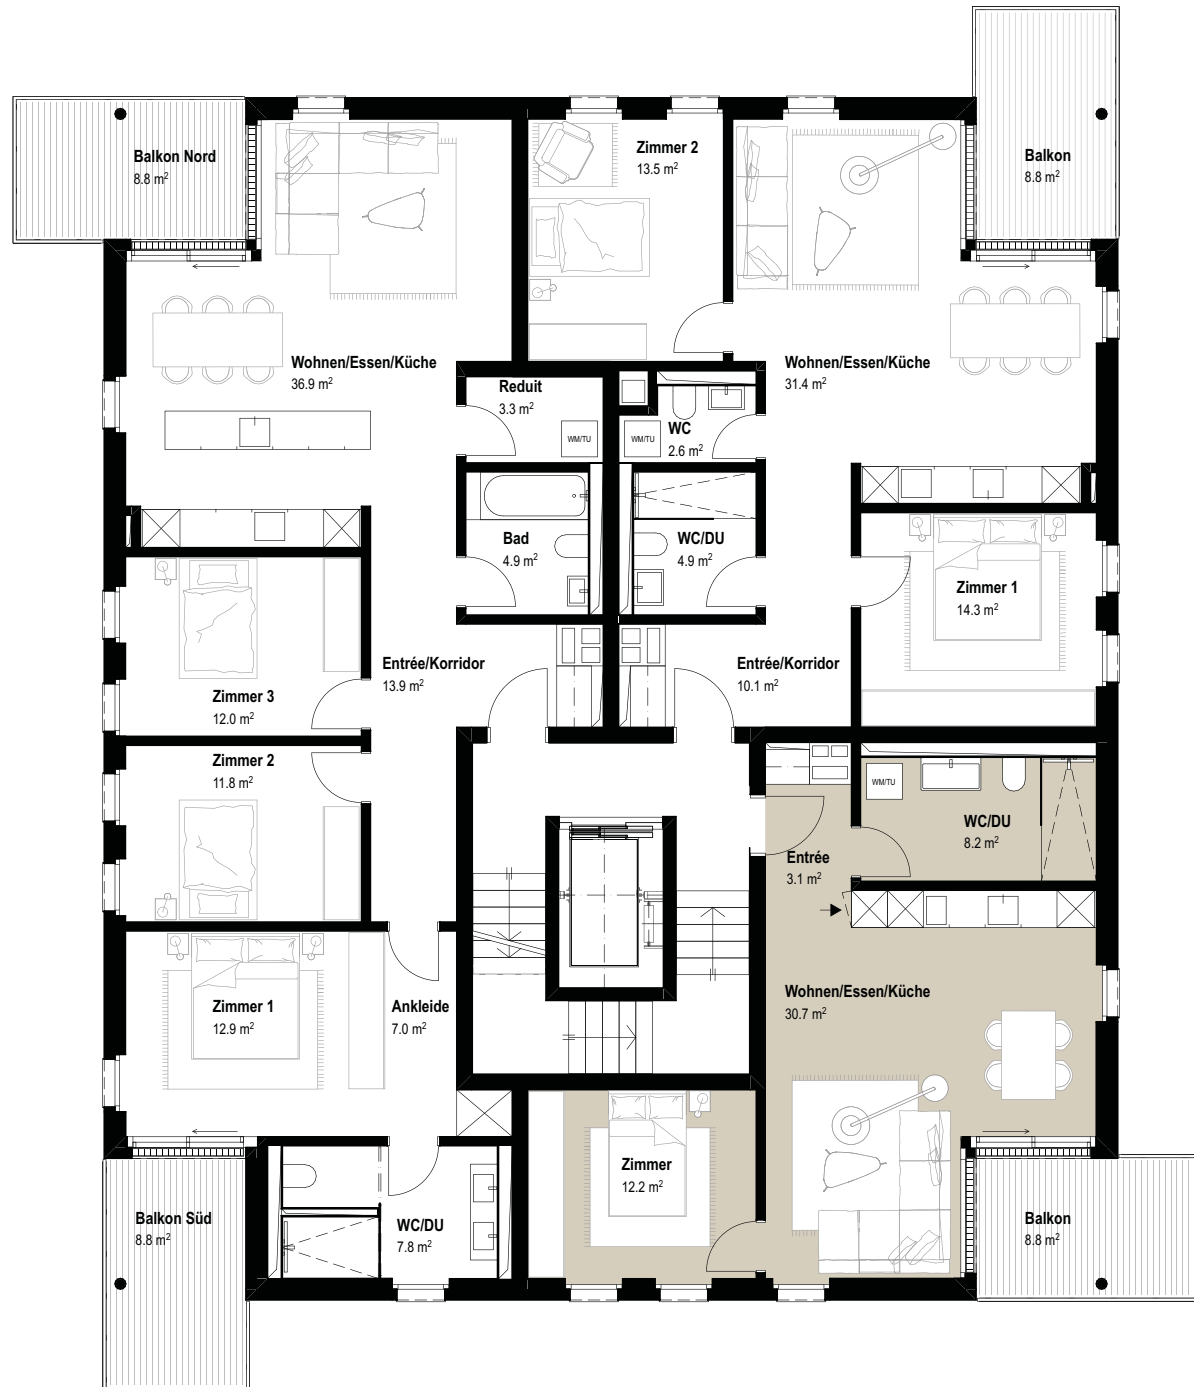 Balkon Nord
8.8 m²
Zimmer 2
13.5 m²
Balkon
8.8 m²
Wohnen/Essen/Küche
36.9 m²
Wohnen/Essen/Küche
31.4 m²
Reduit
3.3 m²
WM/TU
WM/TU
WC
2.6 m²
Bad
4.9 m²
WC/DU
4.9 m²
Zimmer 1
14.3 m²
Zimmer 3
12.0 m²
Entrée/Korridor
13.9 m²
Entrée/Korridor
10.1 m²
Zimmer 2
11.8 m²
WM/TU
WC/DU
8.2 m²
Entrée
3.1 m²
Zimmer 1
12.9 m²
Ankleide
7.0 m²
Wohnen/Essen/Küche
30.7 m²
Zimmer
12.2 m²
Balkon Süd
8.8 m²
WC/DU
7.8 m²
Balkon
8.8 m²